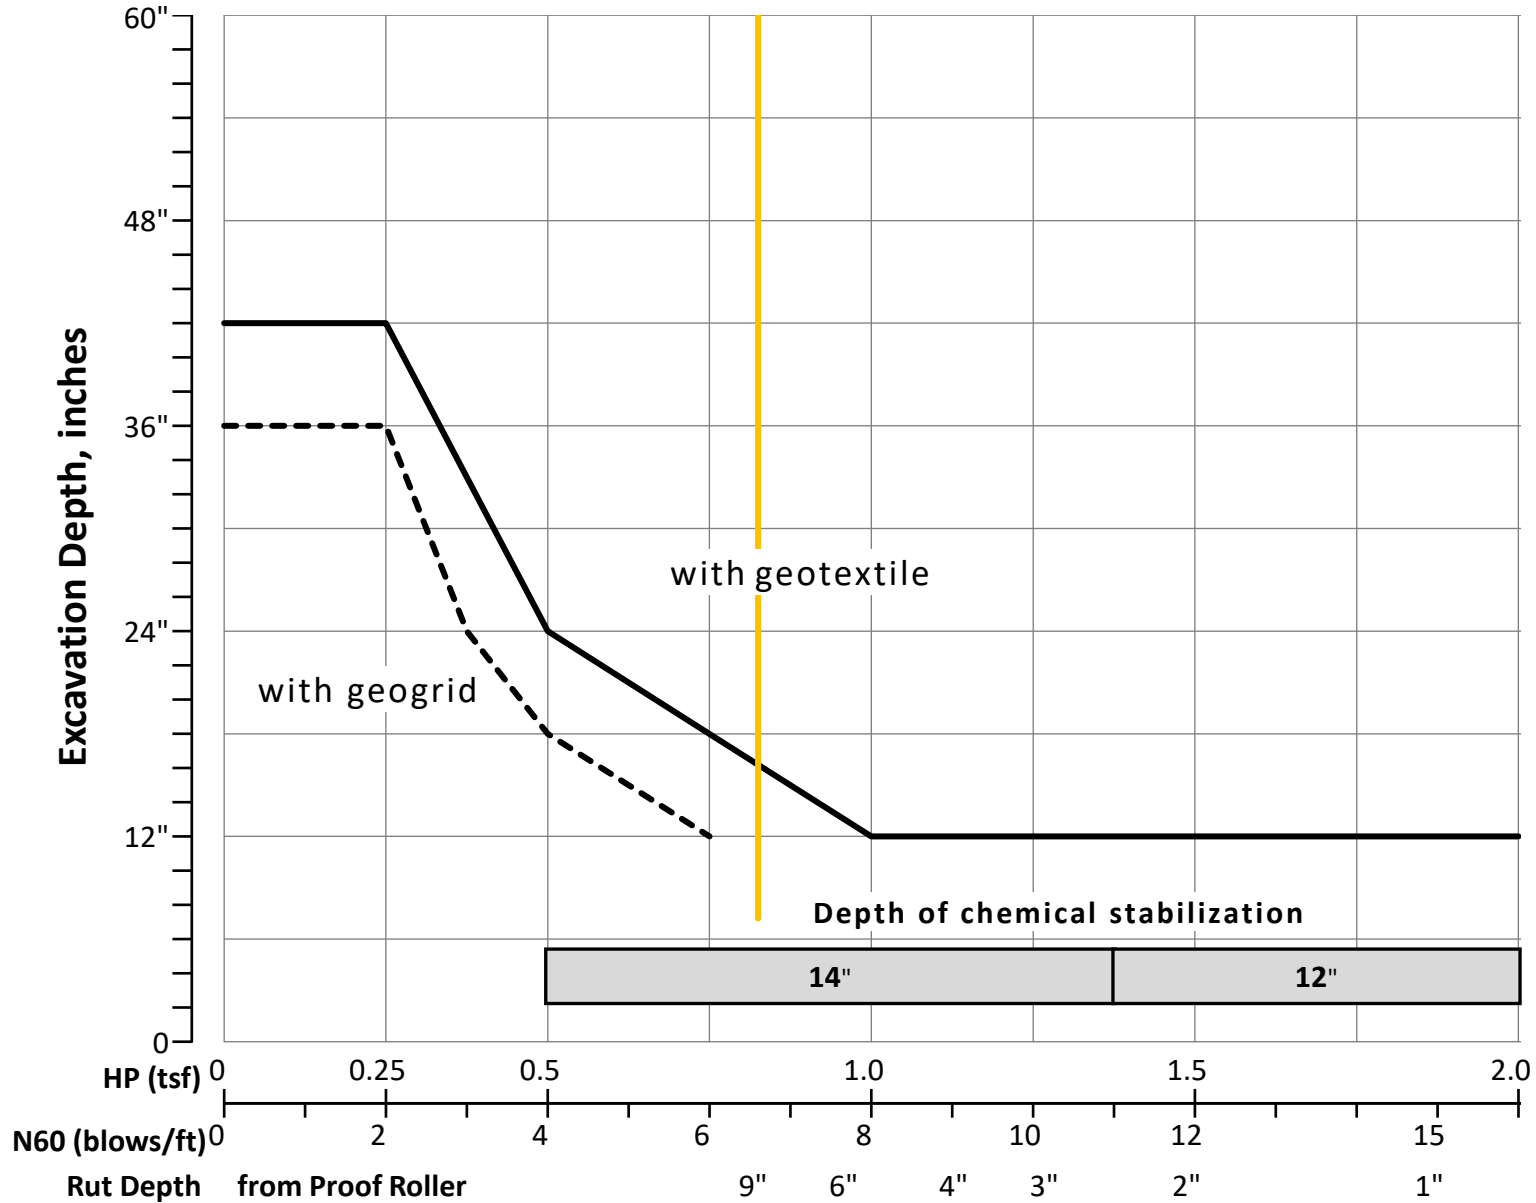 60"
48"
36"
24"
12"
0
Excavation Depth, inches
with geotextile
with geogrid
Depth of chemical stabilization
14" 12"
HP (tsf) 0 0.25 0.5 1.0 1.5 2.0
N60 (blows/ft) 0 2 4 6 8 10 12 15
Rut Depth from Proof Roller 9" 6" 4" 3" 2" 1"